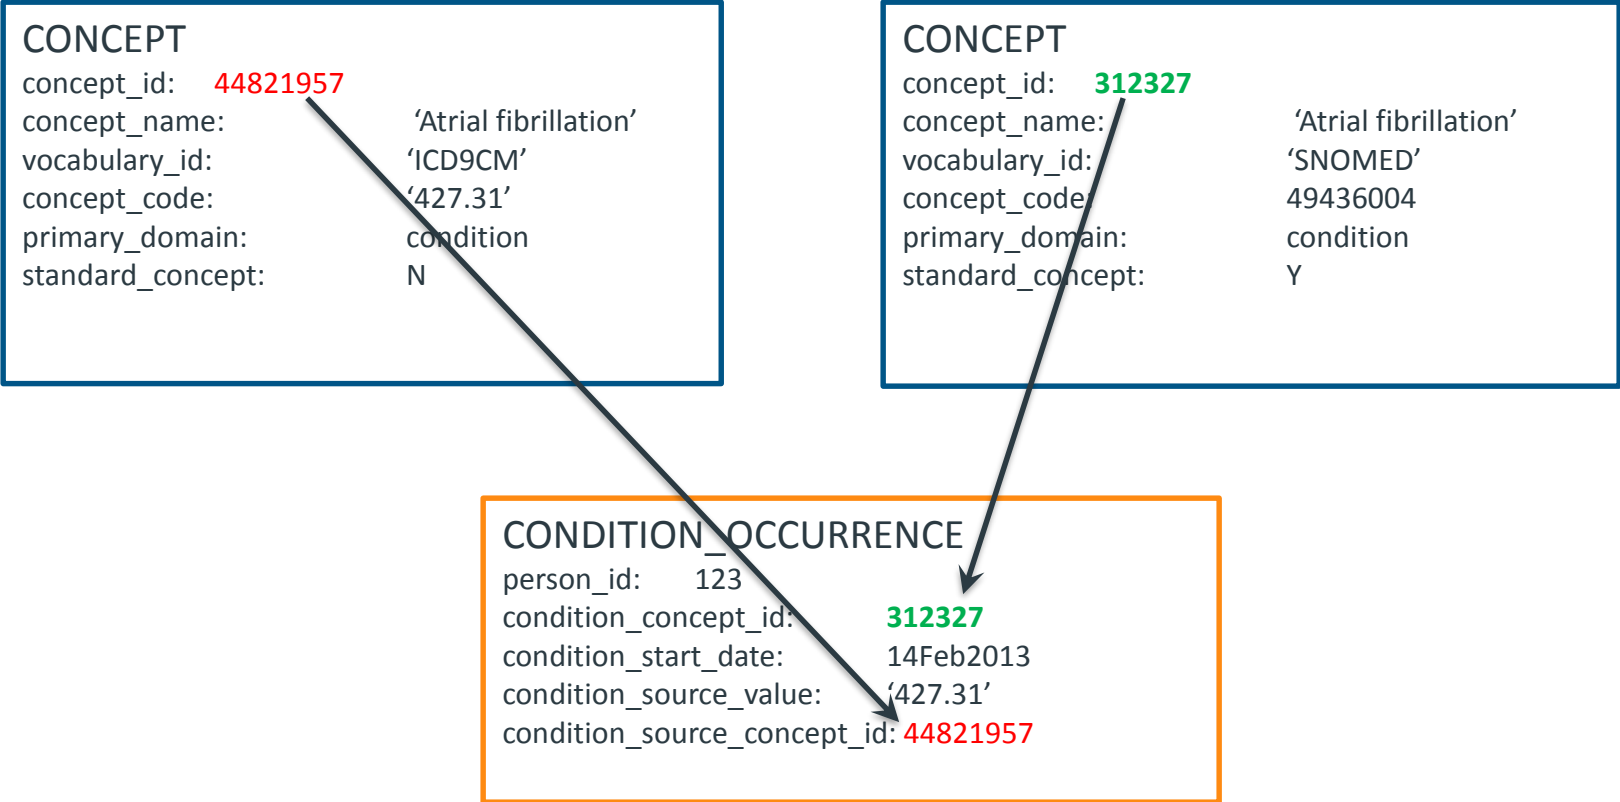 CONCEPT
concept_id: 44821957
concept_name: ‘Atrial fibrillation’
vocabulary_id: ‘ICD9CM’
concept_code: ‘427.31’
primary_domain: condition
standard_concept: N
CONCEPT
concept_id: 312327
concept_name: ‘Atrial fibrillation’
vocabulary_id: ‘SNOMED’
concept_code: 49436004
primary_domain: condition
standard_concept: Y
CONDITION_OCCURRENCE
person_id: 123
condition_concept_id: 312327
condition_start_date: 14Feb2013
condition_source_value: ‘427.31’
condition_source_concept_id: 44821957